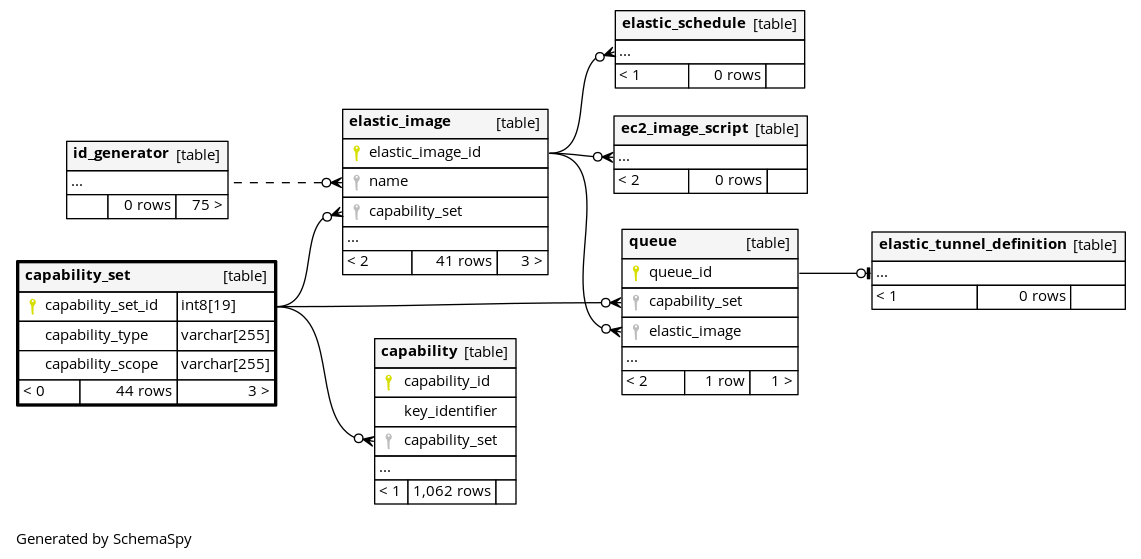 elastic_schedule [table]
...
< 1 0 rows
elastic_image [table]
elastic_image_id
name
capability_set
...
< 2 41 rows 3 >
ec2_image_script [table]
...
< 2 0 rows
id_generator [table]
...
0 rows 75 >
queue [table]
queue_id
capability_set
elastic_image
...
< 2 1 row 1 >
elastic_tunnel_definition [table]
...
< 1 0 rows
capability_set [table]
capability_set_id int8[19]
capability_type varchar[255]
capability_scope varchar[255]
< 0 44 rows 3 >
capability [table]
capability_id
key_identifier
capability_set
...
< 1 1,062 rows
Generated by SchemaSpy